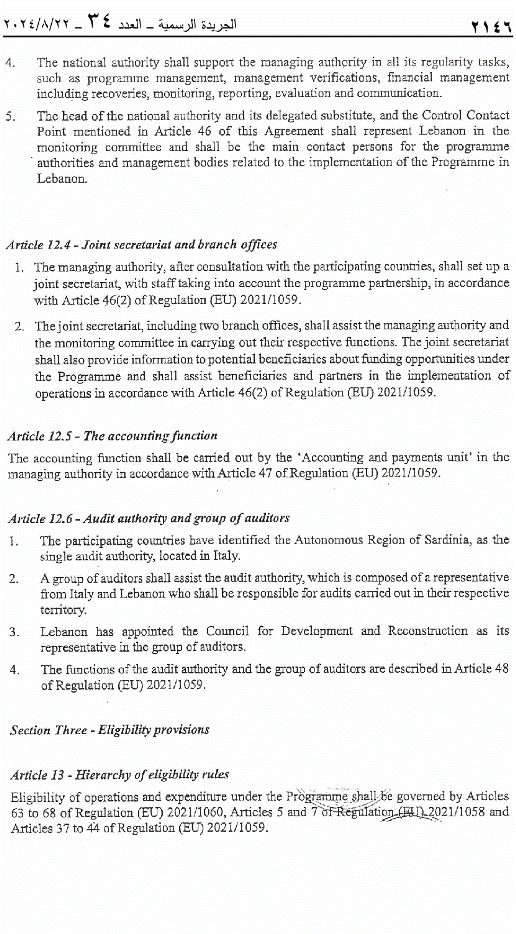 ٢١٤٦ الجريدة الرسمية ـ العدد ٣٤ ـ ٢٠٢٤/٨/٢٢
4. The national authority shall support the managing authority in all its regularity tasks,
such as programme management, management verifications, financial management
including recoveries, monitoring, reporting, evaluation and communication.
5. The head of the national authority and its delegated substitute, and the Control Contact
Point mentioned in Article 46 of this Agreement shall represent Lebanon in the
monitoring committee and shall be the main contact persons for the programme
authorities and management bodies related to the implementation of the Programme in
Lebanon.
Article 12.4 - Joint secretariat and branch offices
1. The managing authority, after consultation with the participating countries, shall set up a
joint secretariat, with staff taking into account the programme partnership, in accordance
with Article 46(2) of Regulation (EU) 2021/1059.
2. The joint secretariat, including two branch offices, shall assist the managing authority and
the monitoring committee in carrying out their respective functions. The joint secretariat
shall also provide information to potential beneficiaries about funding opportunities under
the Programme and shall assist beneficiaries and partners in the implementation of
operations in accordance with Article 46(2) of Regulation (EU) 2021/1059.
Article 12.5 - The accounting function
The accounting function shall be carried out by the 'Accounting and payments unit' in the
managing authority in accordance with Article 47 of Regulation (EU) 2021/1059.
Article 12.6 - Audit authority and group of auditors
1. The participating countries have identified the Autonomous Region of Sardinia, as the
single audit authority, located in Italy.
2. A group of auditors shall assist the audit authority, which is composed of a representative
from Italy and Lebanon who shall be responsible for audits carried out in their respective
territory.
3. Lebanon has appointed the Council for Development and Reconstruction as its
representative in the group of auditors.
4. The functions of the audit authority and the group of auditors are described in Article 48
of Regulation (EU) 2021/1059.
Section Three - Eligibility provisions
Article 13 - Hierarchy of eligibility rules
Eligibility of operations and expenditure under the Programme shall be governed by Articles
63 to 68 of Regulation (EU) 2021/1060, Articles 5 and 7 of Regulation (EU) 2021/1058 and
Articles 37 to 44 of Regulation (EU) 2021/1059.